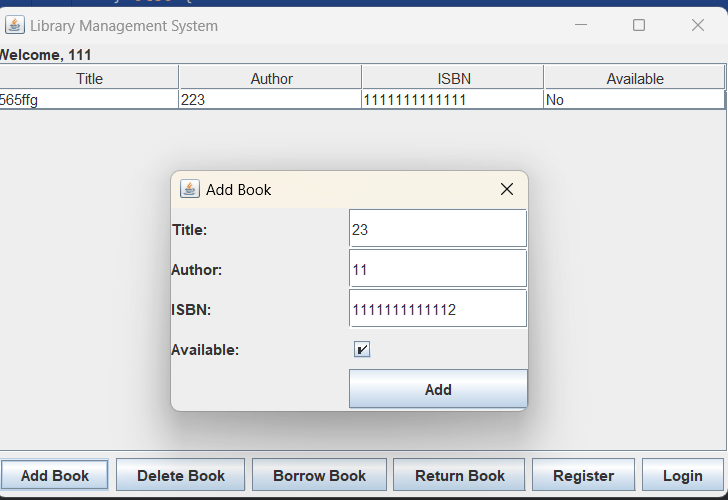 Library Management System
Welcome, 111
Title Author ISBN Available
565ffg 223 1111111111111 No
Add Book
Title: 23
Author: 11
ISBN: 1111111111112
Available:
Add
Add Book Delete Book Borrow Book Return Book Register Login